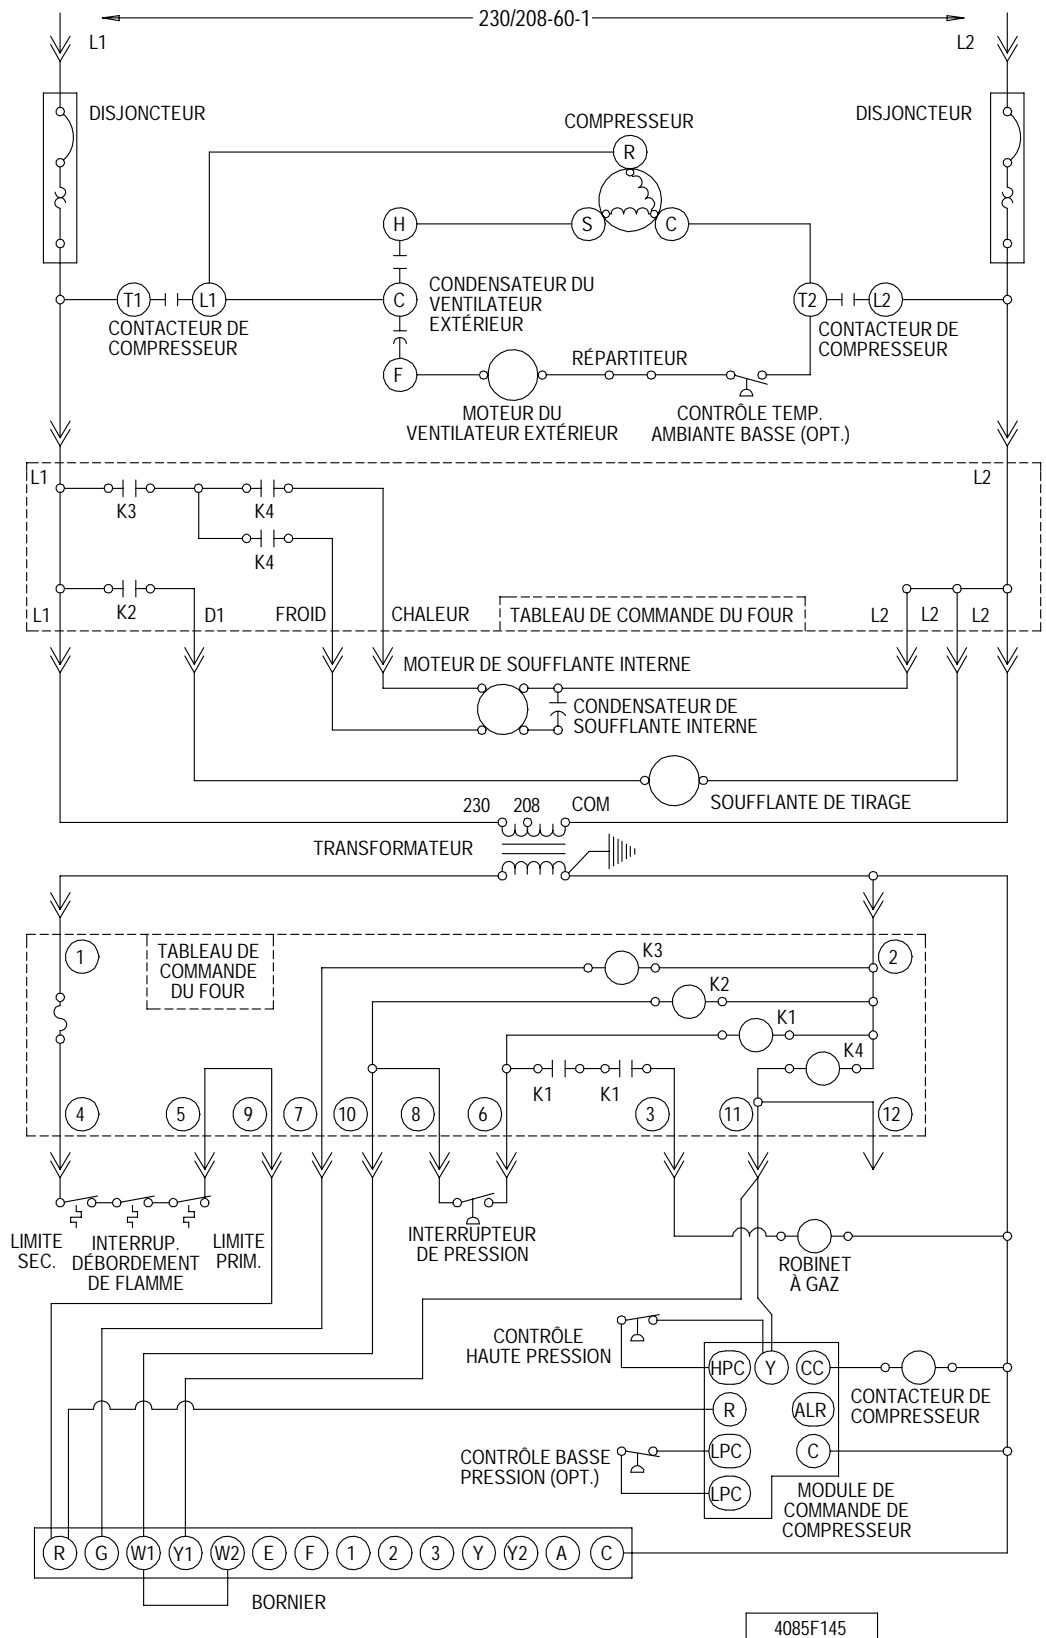 230/208-60-1
L1
L2
DISJONCTEUR
DISJONCTEUR
COMPRESSEUR
R
H
S
C
T1
L1
C
CONDENSATEUR DU
VENTILATEUR
EXTÉRIEUR
T2
L2
CONTACTEUR DE
COMPRESSEUR
CONTACTEUR DE
COMPRESSEUR
RÉPARTITEUR
F
MOTEUR DU
VENTILATEUR EXTÉRIEUR
CONTRÔLE TEMP.
AMBIANTE BASSE (OPT.)
L1
L2
K3
K4
K4
K2
L1
D1
FROID
CHALEUR
TABLEAU DE COMMANDE DU FOUR
L2
L2
L2
MOTEUR DE SOUFFLANTE INTERNE
CONDENSATEUR DE
SOUFFLANTE INTERNE
SOUFFLANTE DE TIRAGE
230
208
COM
TRANSFORMATEUR
1
TABLEAU DE
COMMANDE
DU FOUR
K3
2
K2
K1
K4
K1
K1
4
5
9
7
10
8
6
3
11
12
LIMITE
SEC.
INTERRUP.
DÉBORDEMENT
DE FLAMME
LIMITE
PRIM.
INTERRUPTEUR
DE PRESSION
ROBINET
À GAZ
CONTRÔLE
HAUTE PRESSION
HPC
Y
CC
CONTACTEUR DE
COMPRESSEUR
R
ALR
CONTRÔLE BASSE
PRESSION (OPT.)
LPC
C
LPC
MODULE DE
COMMANDE DE
COMPRESSEUR
R
G
W1
Y1
W2
E
F
1
2
3
Y
Y2
A
C
BORNIER
4085F145